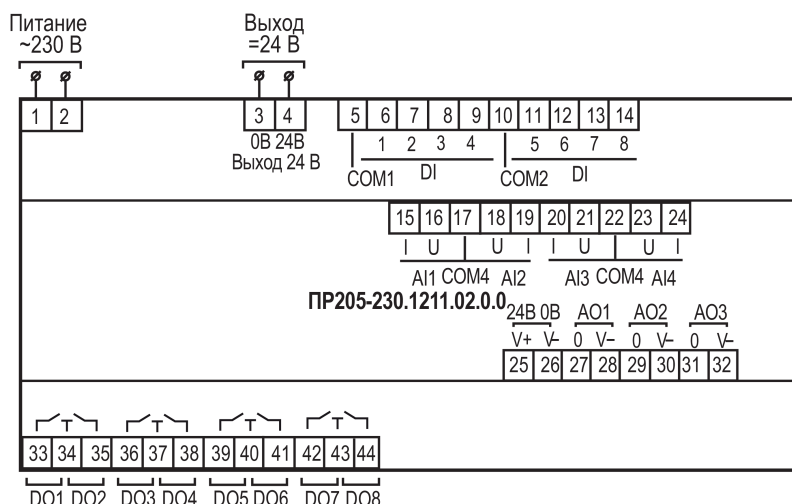 Питание
~230 В
Выход
=24 В
1 2 3 4 5 6 7 8 9 10 11 12 13 14
0В 24В
Выход 24 В
1 2 3 4 5 6 7 8
COM1 DI COM2 DI
15 16 17 18 19 20 21 22 23 24
I U U I I U U I
AI1 COM4 AI2 AI3 COM4 AI4
ПР205-230.1211.02.0.0
24В 0В АО1 АО2 АО3
V+ V– 0 V– 0 V– 0 V–
25 26 27 28 29 30 31 32
33 34 35 36 37 38 39 40 41 42 43 44
DO1 DO2 DO3 DO4 DO5 DO6 DO7 DO8